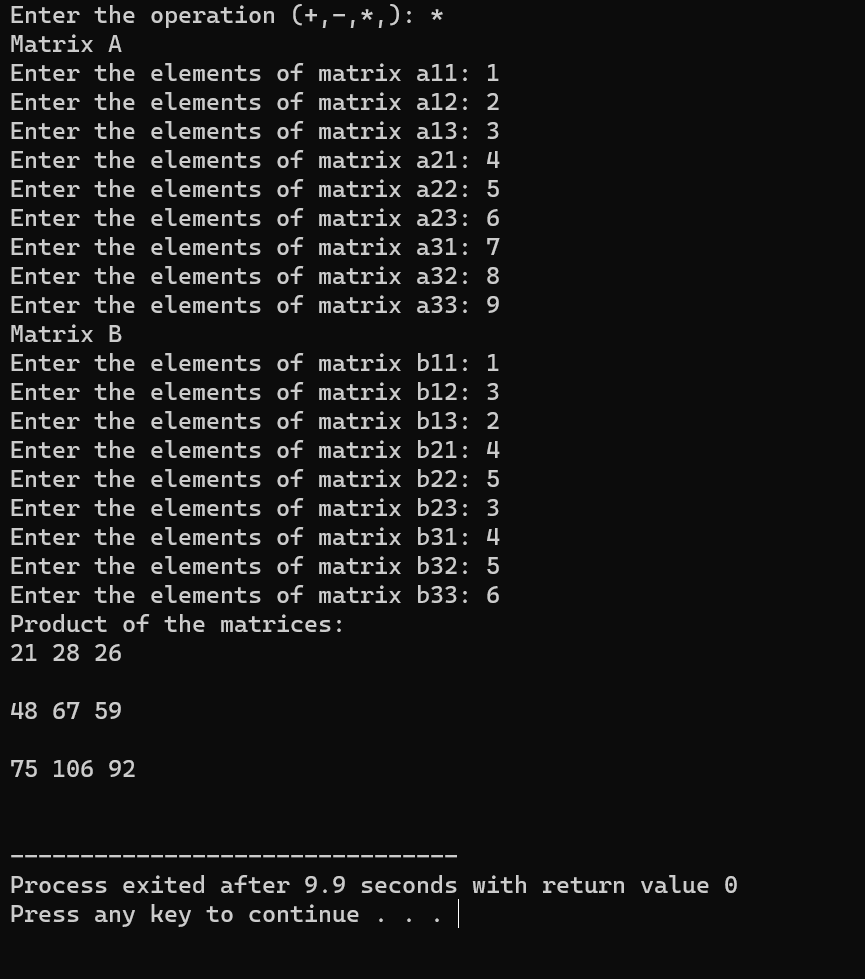 Enter the operation (+,-,*,): *
Matrix A
Enter the elements of matrix a11: 1
Enter the elements of matrix a12: 2
Enter the elements of matrix a13: 3
Enter the elements of matrix a21: 4
Enter the elements of matrix a22: 5
Enter the elements of matrix a23: 6
Enter the elements of matrix a31: 7
Enter the elements of matrix a32: 8
Enter the elements of matrix a33: 9
Matrix B
Enter the elements of matrix b11: 1
Enter the elements of matrix b12: 3
Enter the elements of matrix b13: 2
Enter the elements of matrix b21: 4
Enter the elements of matrix b22: 5
Enter the elements of matrix b23: 3
Enter the elements of matrix b31: 4
Enter the elements of matrix b32: 5
Enter the elements of matrix b33: 6
Product of the matrices:
21 28 26
48 67 59
75 106 92
--------------------------------
Process exited after 9.9 seconds with return value 0
Press any key to continue . . .